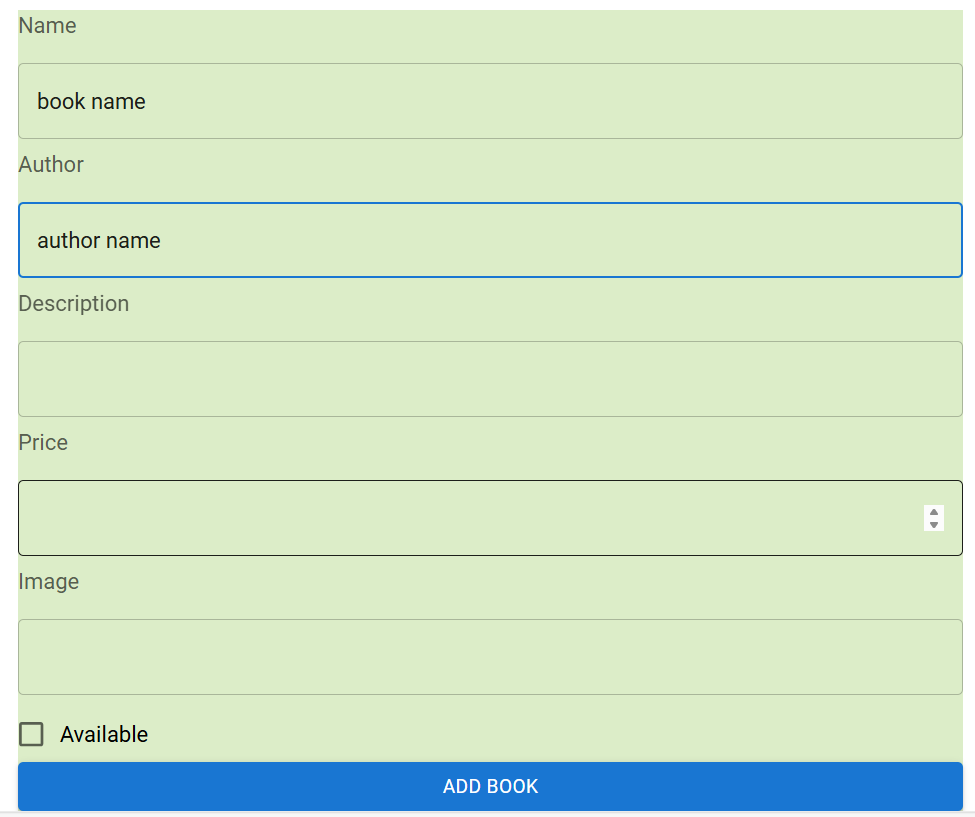 Name
book name
Author
author name
Description
Price
Image
Available
ADD BOOK